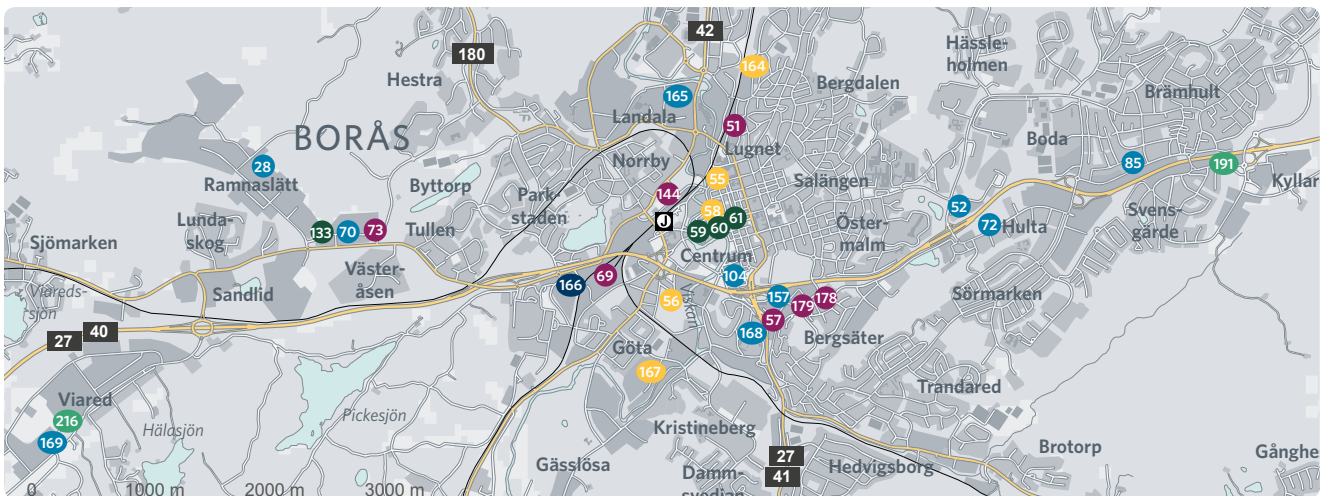 42
Hässle-
holmen
180
164
Hestra
Bergdalen
165
Brämhult
Landala
51
BORÅS
Lugnet
Boda
Norrby
85
191
28
55
Ramnaslätt
Byttorp
Salängen
Kyllar
Park-
staden
144
52
58
61
Lunda-
skog
133
70
73
Tullen
J
59
60
Öster-
malm
72
Hulta
Svens-
gärde
Sjömarken
Centrum
Väster-
åsen
69
104
166
Viareds-
sjön
Sandlid
56
Viskan
157
179
178
Sörmarken
57
27
40
168
Göta
Bergsäter
167
Trandared
Viared
216
Pickesjön
169
Hälasjön
Kristineberg
Brotorp
27
Gånghe
Gässlösa
Damm-
svedjan
41
Hedvigsborg
0
1000 m
2000 m
3000 m